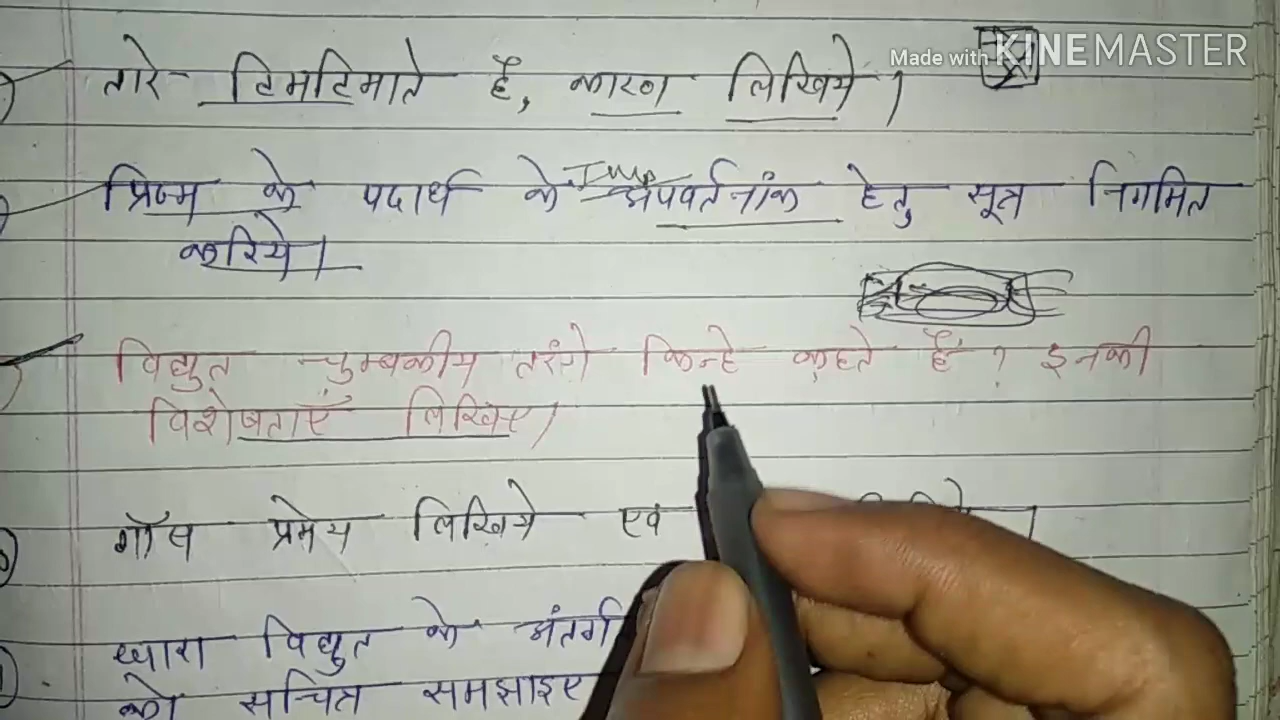 Made with KINEMASTER
तारे टिमटिमाते है, कारण लिखिये।
प्रिज्म के पदार्थ के Imp अपवर्तनांक हेतु सूत्र निगमित
करिये।
विद्युत चुम्बकीय तरंगे किन्हे कहते हैं? इनकी
विशेषताएँ लिखिए।
गॉस प्रमेय लिखिये एवं
धारा विद्युत के अंतर्ग
को सचित्र समझाइए